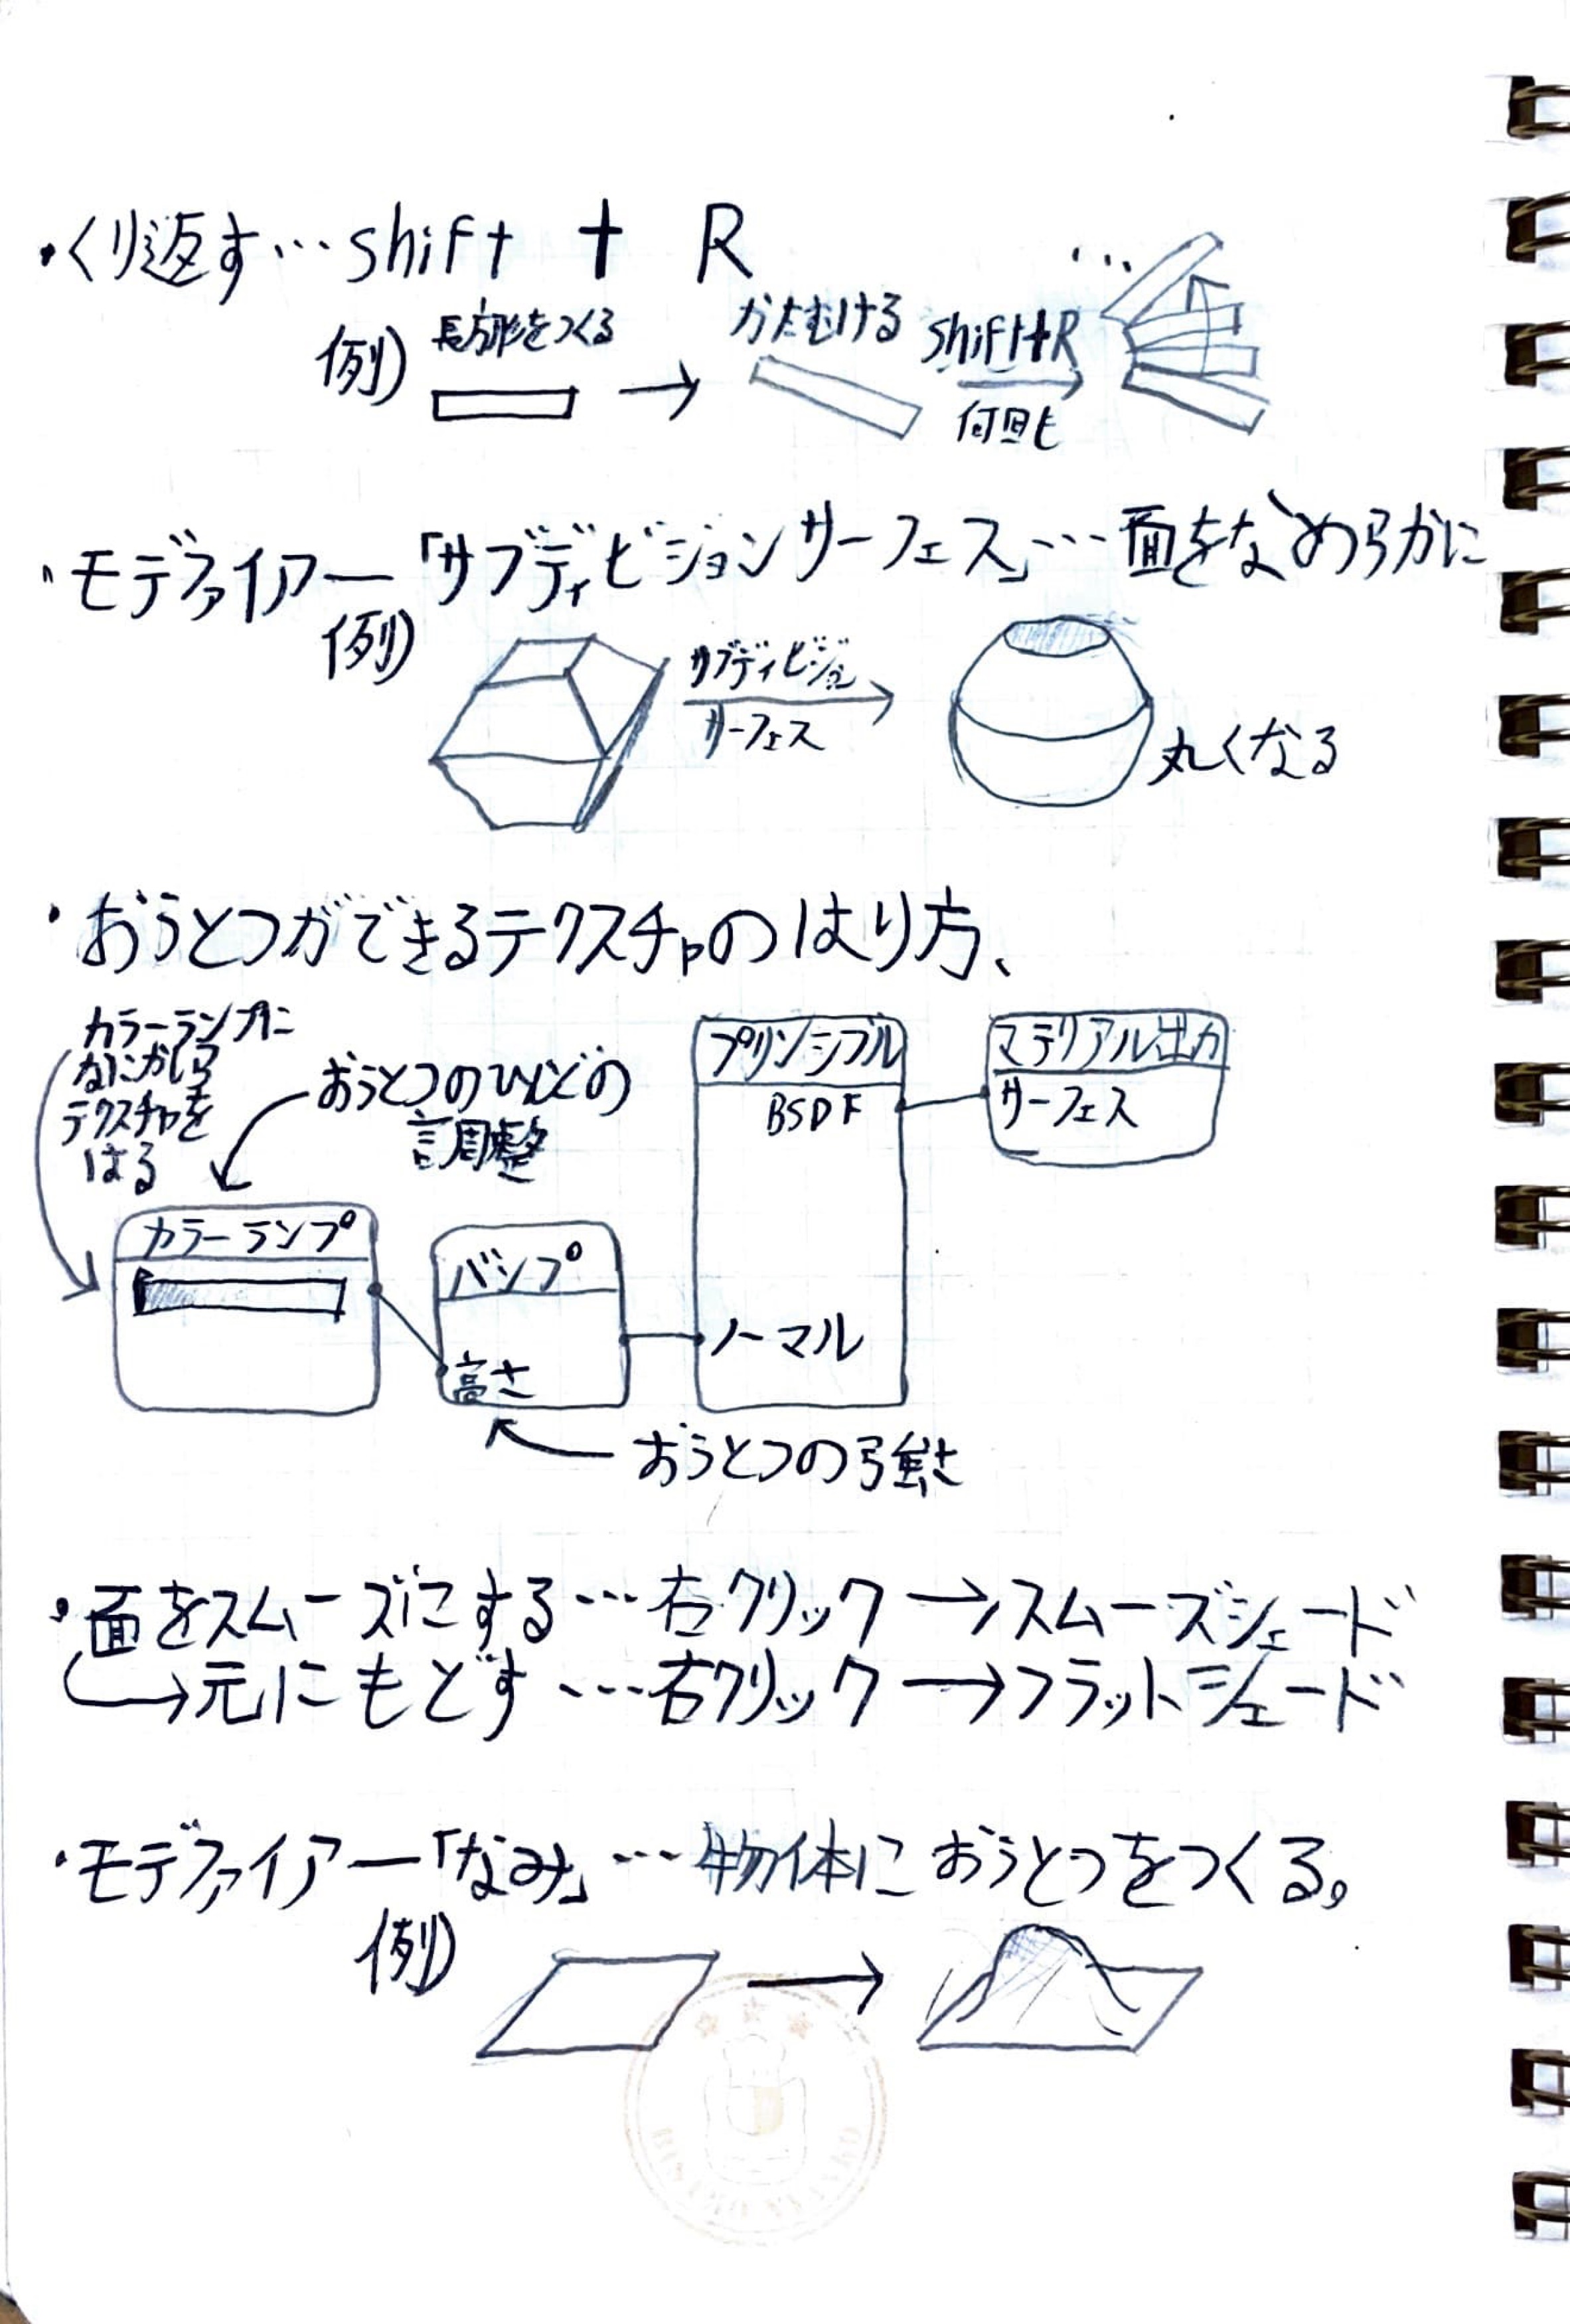 ・くり返す…shift + R
例) 長方形をつくる → かたむける shift+R 何回も …
・モデファイアー「サブディビジョンサーフェス」…面をなめらかに
例) サブディビジョン サーフェス 丸くなる
・おうとつができるテクスチャのはり方、
カラーランプに
なにかしら
テクスチャを
はる
おうとつのひんどの
調整
プリンシプル
BSDF
ノーマル
マテリアル出力
サーフェス
カラーランプ
バンプ
高さ
おうとつの強さ
・面をスムーズにする…右クリック→スムーズシェード
→元にもどす…右クリック→フラットシェード
・モデファイアー「なみ」…物体におうとつをつくる。
例) →